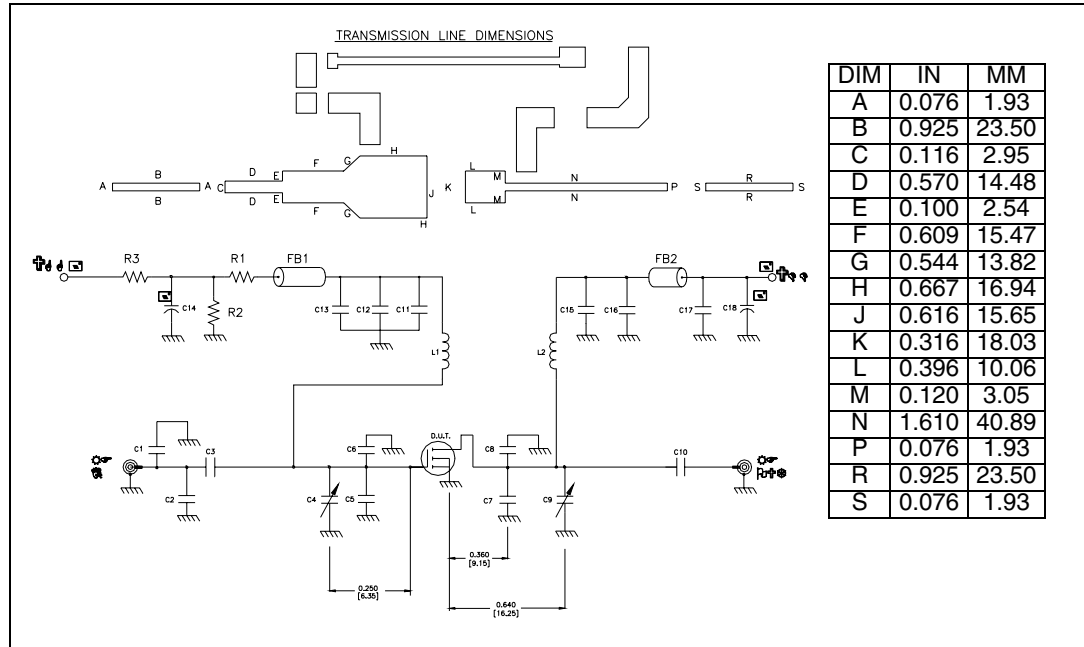 TRANSMISSION LINE DIMENSIONS
H
F
G
D
E
B
A
A
C
B
D
E
F
G
H
J
K
L
M
M
L
N
N
P
R
S
S
R
R3
R1
FB1
C14
R2
C13
C12
C11
L1
FB2
C15
C16
C17
C18
L2
C1
C3
C2
C6
C4
C5
D.U.T.
C8
C7
C9
C10
0.360
[9.15]
0.250
[6.35]
0.640
[16.25]
DIM IN MM
A 0.076 1.93
B 0.925 23.50
C 0.116 2.95
D 0.570 14.48
E 0.100 2.54
F 0.609 15.47
G 0.544 13.82
H 0.667 16.94
J 0.616 15.65
K 0.316 18.03
L 0.396 10.06
M 0.120 3.05
N 1.610 40.89
P 0.076 1.93
R 0.925 23.50
S 0.076 1.93